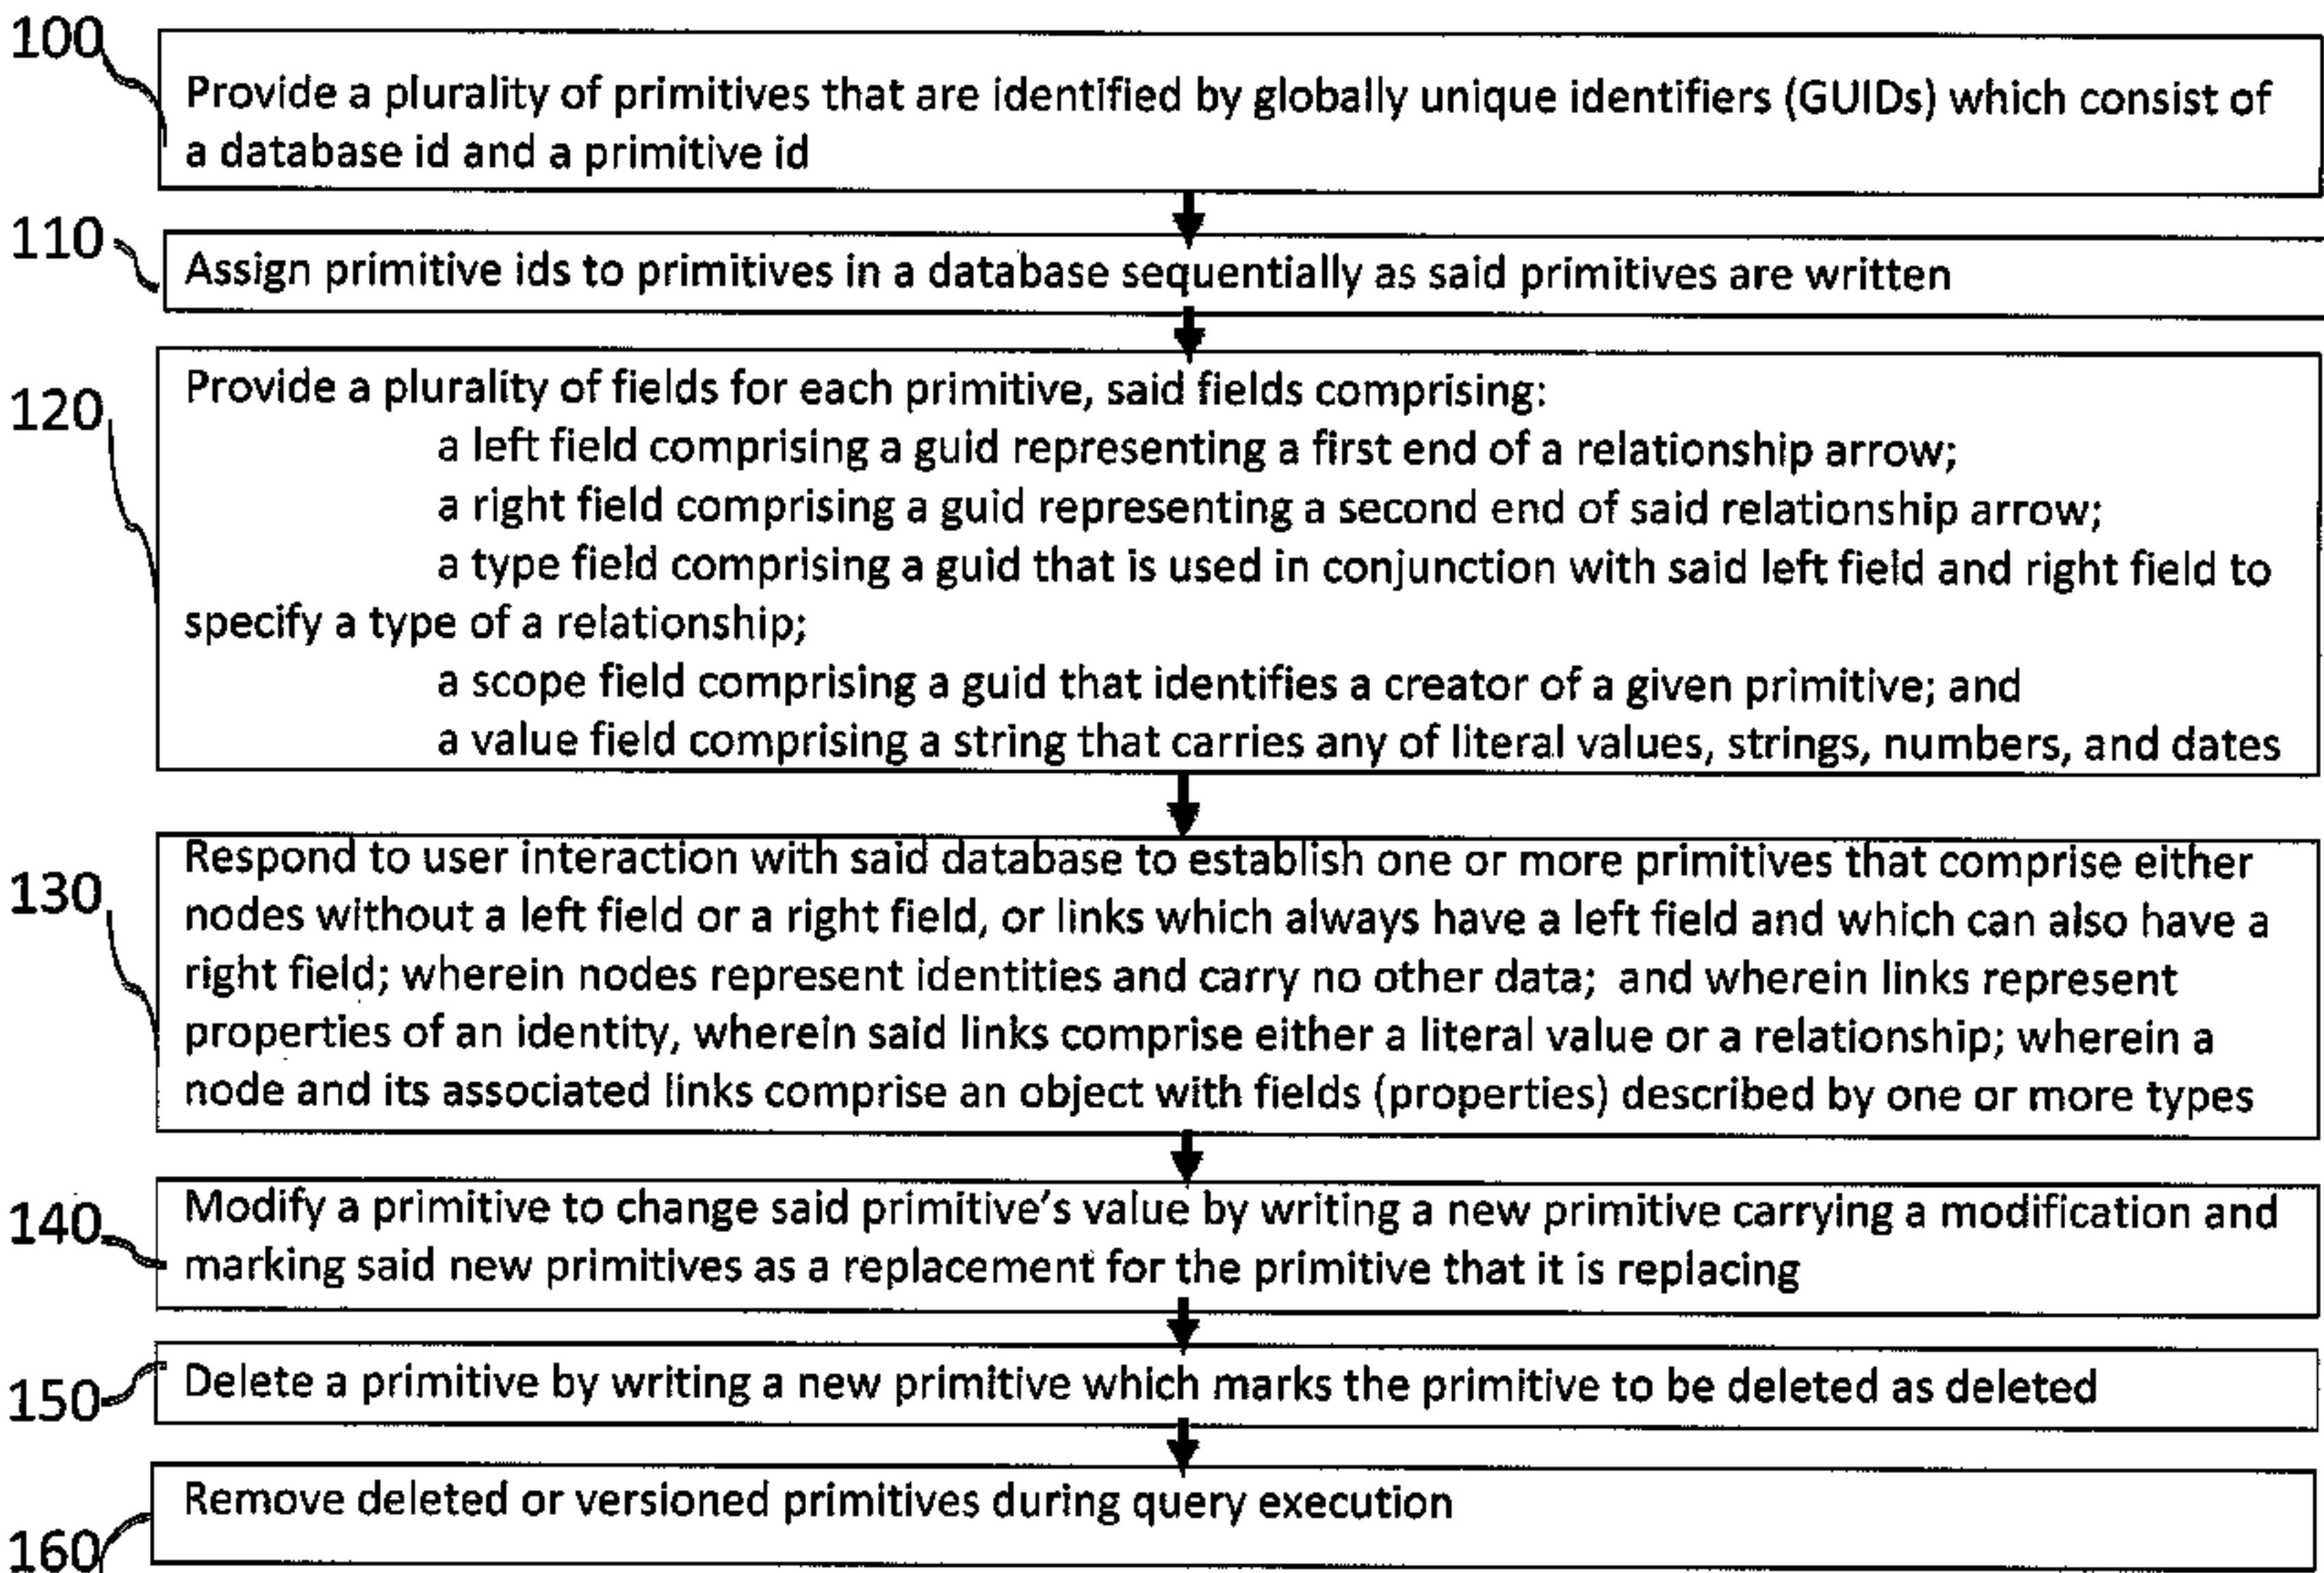 100
Provide a plurality of primitives that are identified by globally unique identifiers (GUIDs) which consist of
a database id and a primitive id
110
Assign primitive ids to primitives in a database sequentially as said primitives are written
120
Provide a plurality of fields for each primitive, said fields comprising:
a left field comprising a guid representing a first end of a relationship arrow;
a right field comprising a guid representing a second end of said relationship arrow;
a type field comprising a guid that is used in conjunction with said left field and right field to
specify a type of a relationship;
a scope field comprising a guid that identifies a creator of a given primitive; and
a value field comprising a string that carries any of literal values, strings, numbers, and dates
130
Respond to user interaction with said database to establish one or more primitives that comprise either
nodes without a left field or a right field, or links which always have a left field and which can also have a
right field; wherein nodes represent identities and carry no other data; and wherein links represent
properties of an identity, wherein said links comprise either a literal value or a relationship; wherein a
node and its associated links comprise an object with fields (properties) described by one or more types
140
Modify a primitive to change said primitive's value by writing a new primitive carrying a modification and
marking said new primitives as a replacement for the primitive that it is replacing
150
Delete a primitive by writing a new primitive which marks the primitive to be deleted as deleted
160
Remove deleted or versioned primitives during query execution